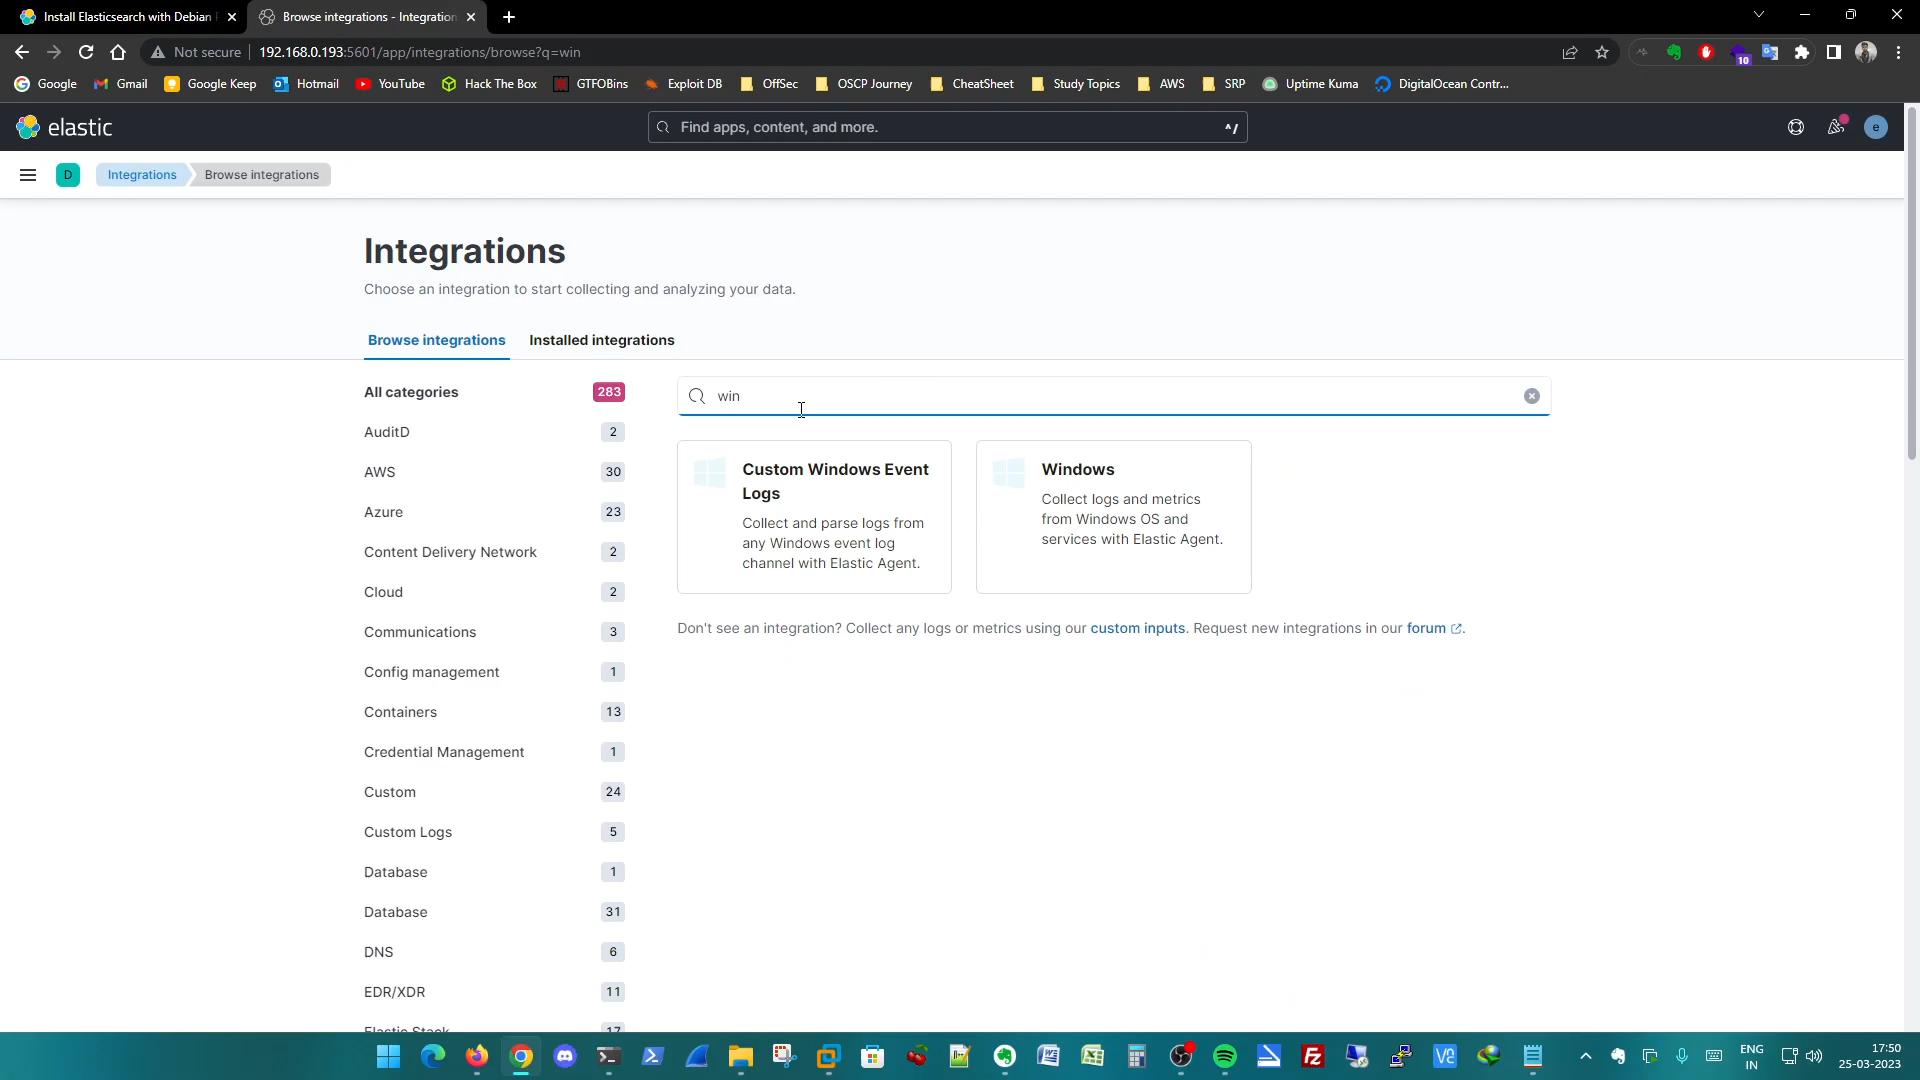 Install Elasticsearch with Debian
Browse integrations - Integration
Not secure
192.168.0.193:5601/app/integrations/browse?q=win
10
Google
Gmail
Google Keep
Hotmail
YouTube
Hack The Box
GTFOBins
Exploit DB
OffSec
OSCP Journey
CheatSheet
Study Topics
AWS
SRP
Uptime Kuma
DigitalOcean Contr...
elastic
Find apps, content, and more.
^/
e
D
Integrations
Browse integrations
Integrations
Choose an integration to start collecting and analyzing your data.
Browse integrations
Installed integrations
All categories
283
AuditD
2
AWS
30
Azure
23
Content Delivery Network
2
Cloud
2
Communications
3
Config management
1
Containers
13
Credential Management
1
Custom
24
Custom Logs
5
Database
1
Database
31
DNS
6
EDR/XDR
11
Elastic Stack
17
win
Custom Windows Event
Logs
Collect and parse logs from
any Windows event log
channel with Elastic Agent.
Windows
Collect logs and metrics
from Windows OS and
services with Elastic Agent.
Don't see an integration? Collect any logs or metrics using our custom inputs. Request new integrations in our forum.
ENG
IN
17:50
25-03-2023